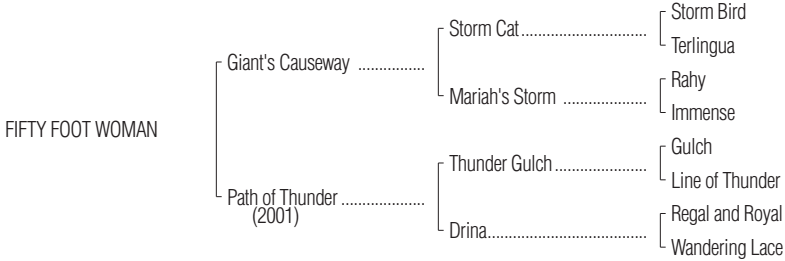 Storm Bird
Storm Cat..............................
Terlingua
Giant's Causeway ................
Rahy
Mariah's Storm ....................
Immense
FIFTY FOOT WOMAN
Gulch
Thunder Gulch......................
Line of Thunder
Path of Thunder ....................
(2001)
Regal and Royal
Drina......................................
Wandering Lace